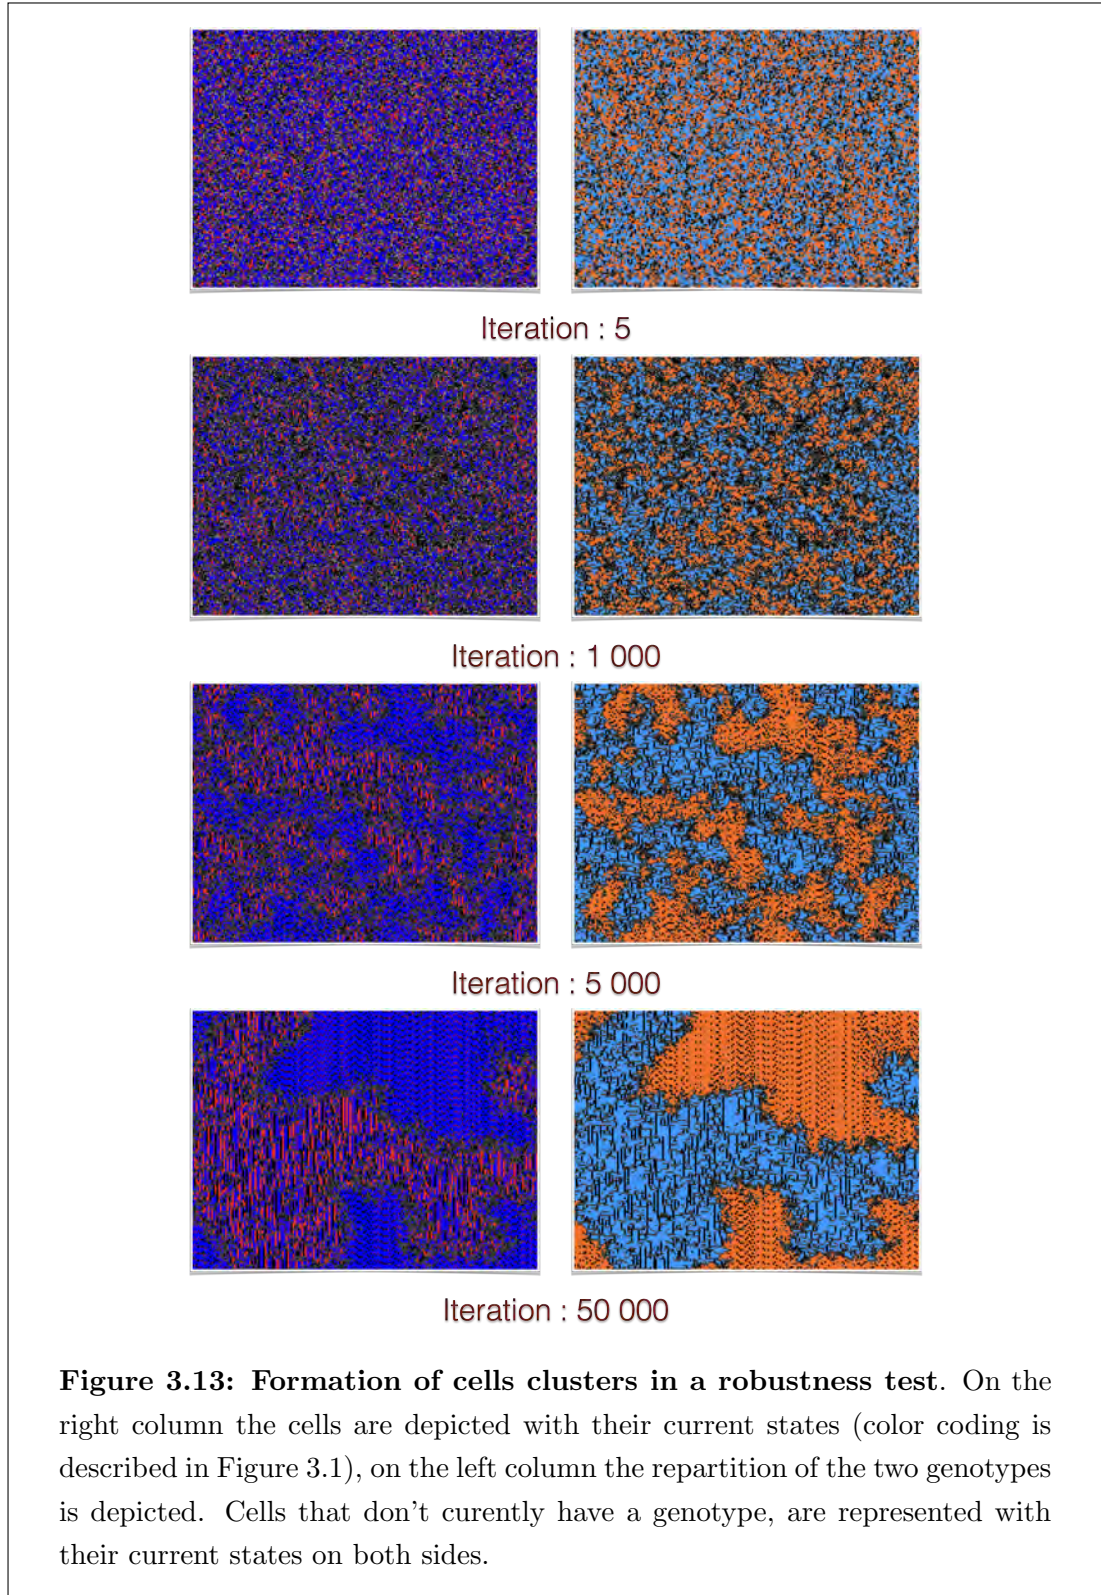 Iteration : 5
Iteration : 1 000
Iteration : 5 000
Iteration : 50 000
Figure 3.13: Formation of cells clusters in a robustness test. On the
right column the cells are depicted with their current states (color coding is
described in Figure 3.1), on the left column the repartition of the two genotypes
is depicted. Cells that don't curently have a genotype, are represented with
their current states on both sides.